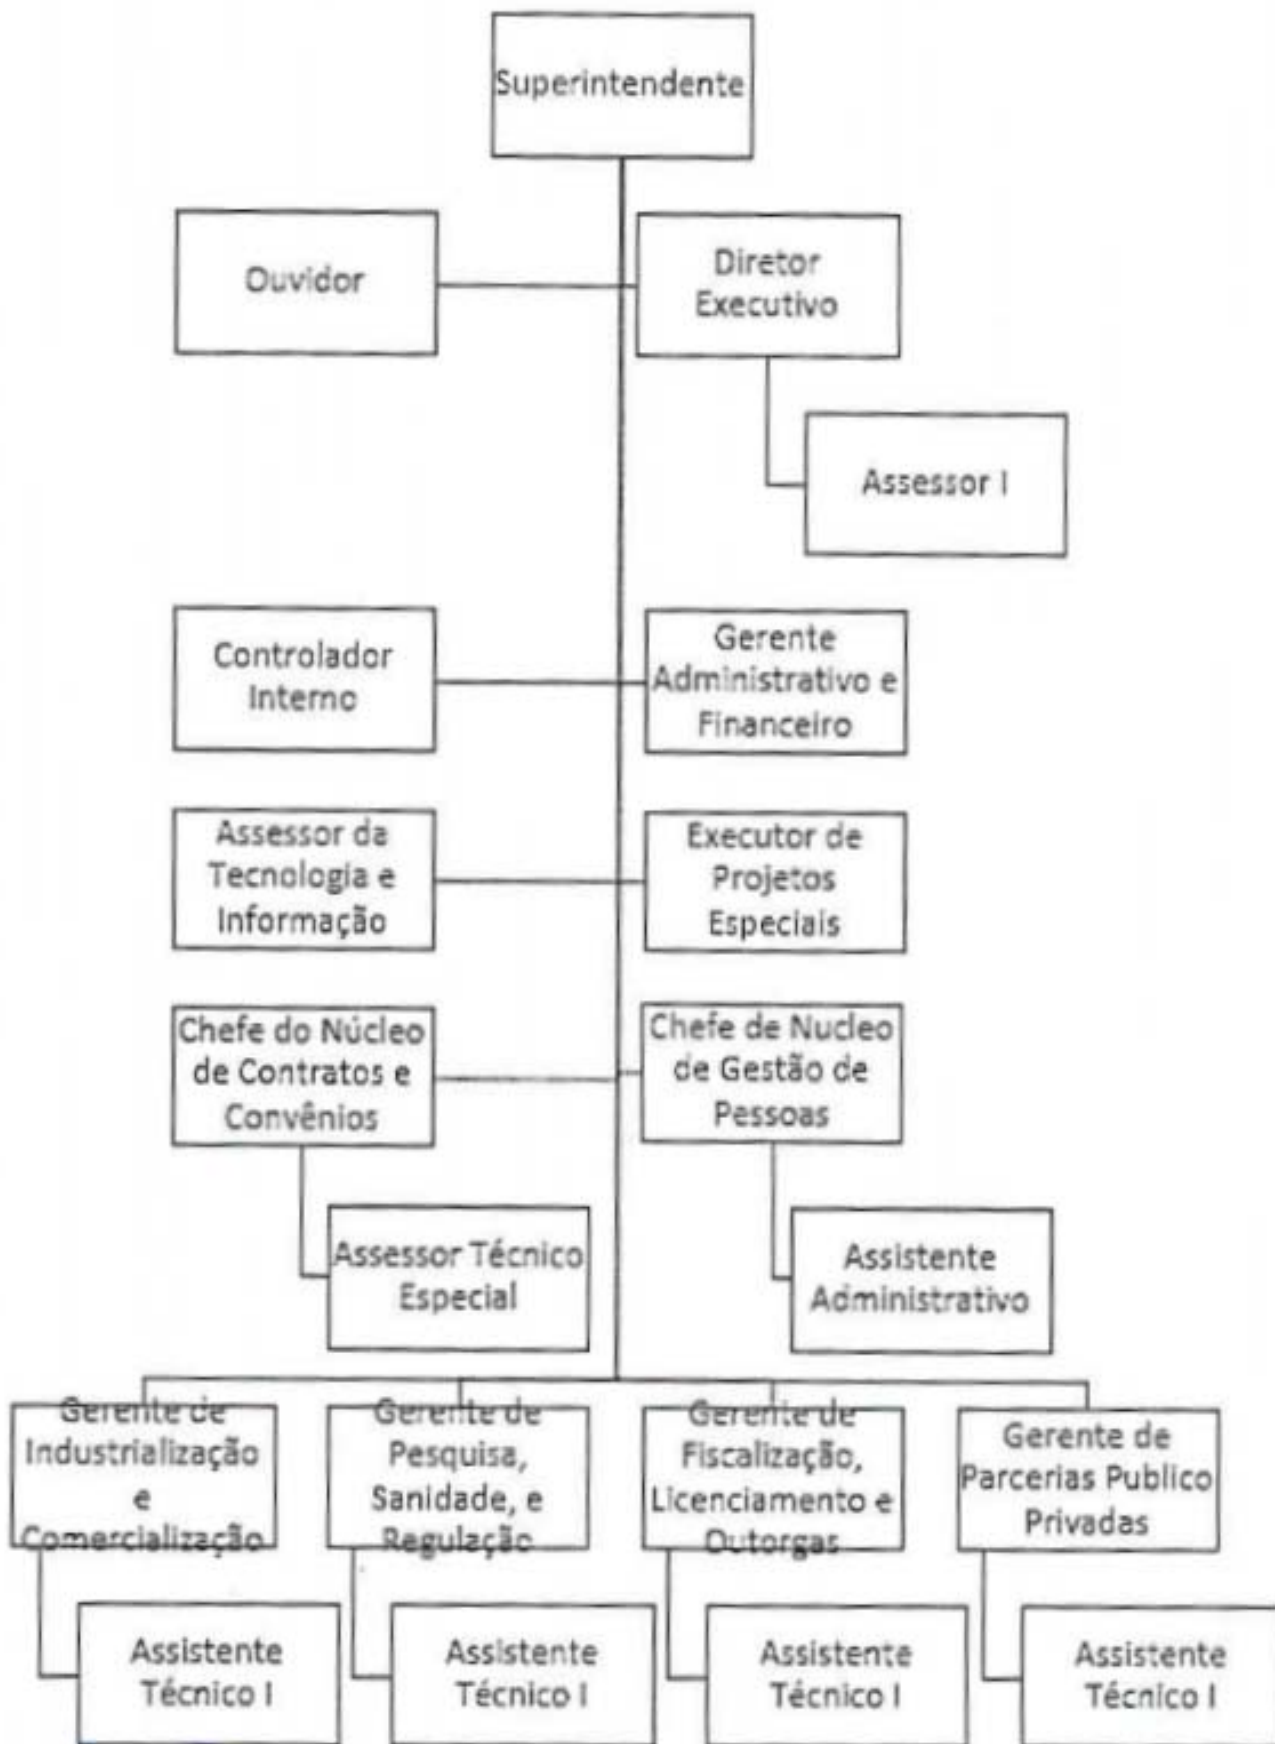 Superintendente
Ouvidor
Diretor
Executivo
Assessor I
Controlador
Interno
Gerente
Administrativo e
Financeiro
Assessor da
Tecnologia e
Informação
Executor de
Projetos
Especiais
Chefe do Núcleo
de Contratos e
Convênios
Chefe de Nucleo
de Gestão de
Pessoas
Assessor Técnico
Especial
Assistente
Administrativo
Gerente de
Industrialização
e
Comercialização
Gerente de
Pesquisa,
Sanidade, e
Regulação
Gerente de
Fiscalização,
Licenciamento e
Outorgas
Gerente de
Parcerias Publico
Privadas
Assistente
Técnico I
Assistente
Técnico I
Assistente
Técnico I
Assistente
Técnico I